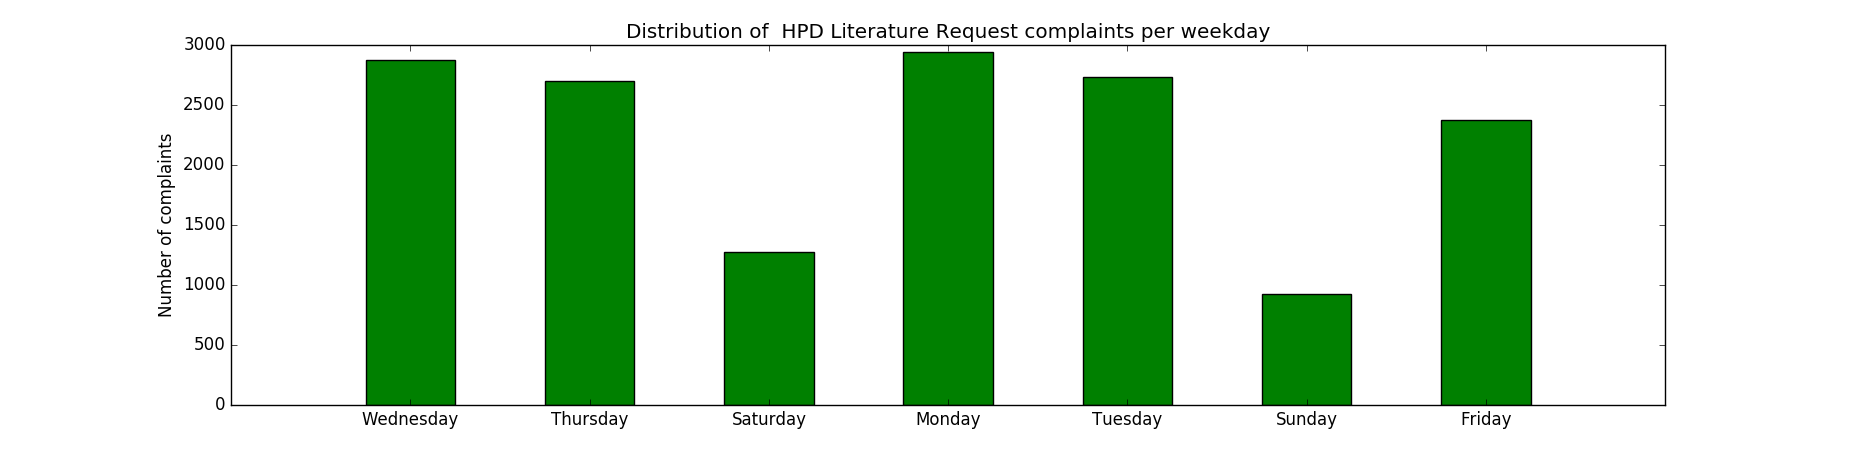 Distribution of  HPD Literature Request complaints per weekday
Number of complaints
3000
2500
2000
1500
1000
500
0
Wednesday Thursday Saturday Monday Tuesday Sunday Friday